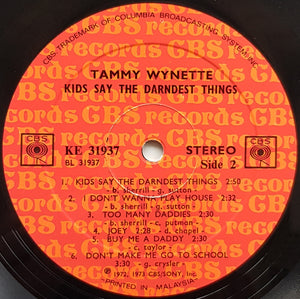 CBS-TRADEMARK OF COLUMBIA BROADCASTING SYSTEM, INC.
TAMMY WYNETTE
KIDS SAY THE DARNDEST THINGS
CBS
CBS
KE 31937
BL 31937
STEREO
Side 2
1. KIDS SAY THE DARNDEST THINGS 2:50
- b. sherrill - g. sutton -
2. I DON'T WANNA PLAY HOUSE 2:32
- b. sherrill - g. sutton -
3. TOO MANY DADDIES 2:51
- b. sherrill - c. putman -
4. JOEY 2:28 - d. chapel -
5. BUY ME A DADDY 2:30
- c. taylor -
6. DON'T MAKE ME GO TO SCHOOL
3:30 - g. crysler -
℗ 1972, 1973 CBS/SONY, INC.
"PRINTED IN MALAYSIA"